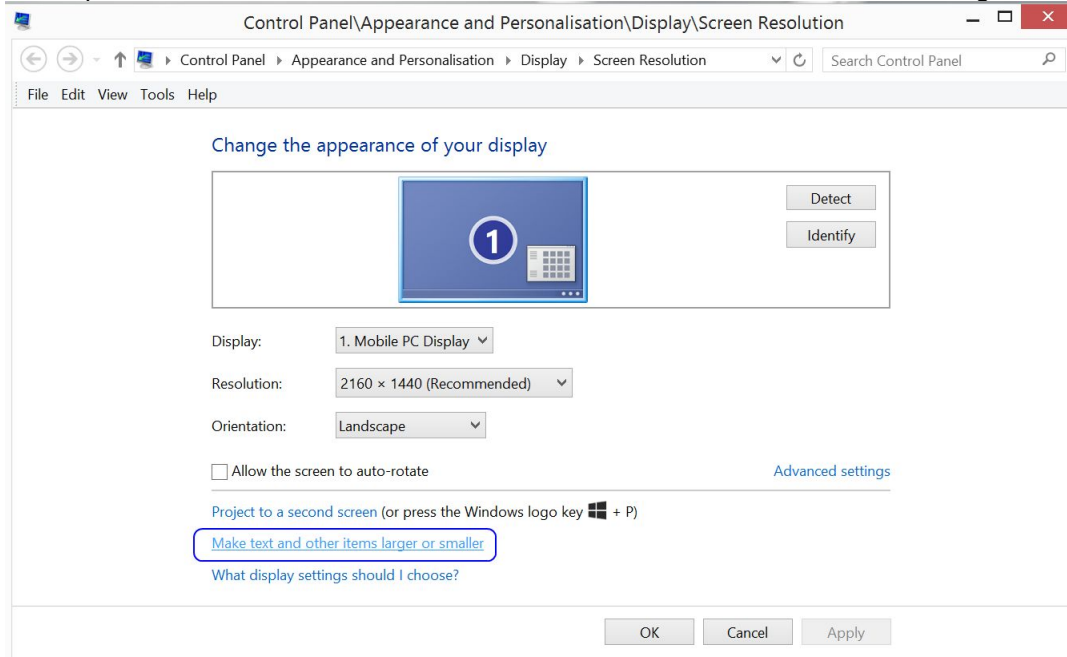 Control Panel\Appearance and Personalisation\Display\Screen Resolution
Control Panel Appearance and Personalisation Display Screen Resolution Search Control Panel
File Edit View Tools Help
Change the appearance of your display
1
Detect
Identify
Display: 1. Mobile PC Display
Resolution: 2160 × 1440 (Recommended)
Orientation: Landscape
Allow the screen to auto-rotate Advanced settings
Project to a second screen (or press the Windows logo key + P)
Make text and other items larger or smaller
What display settings should I choose?
OK Cancel Apply